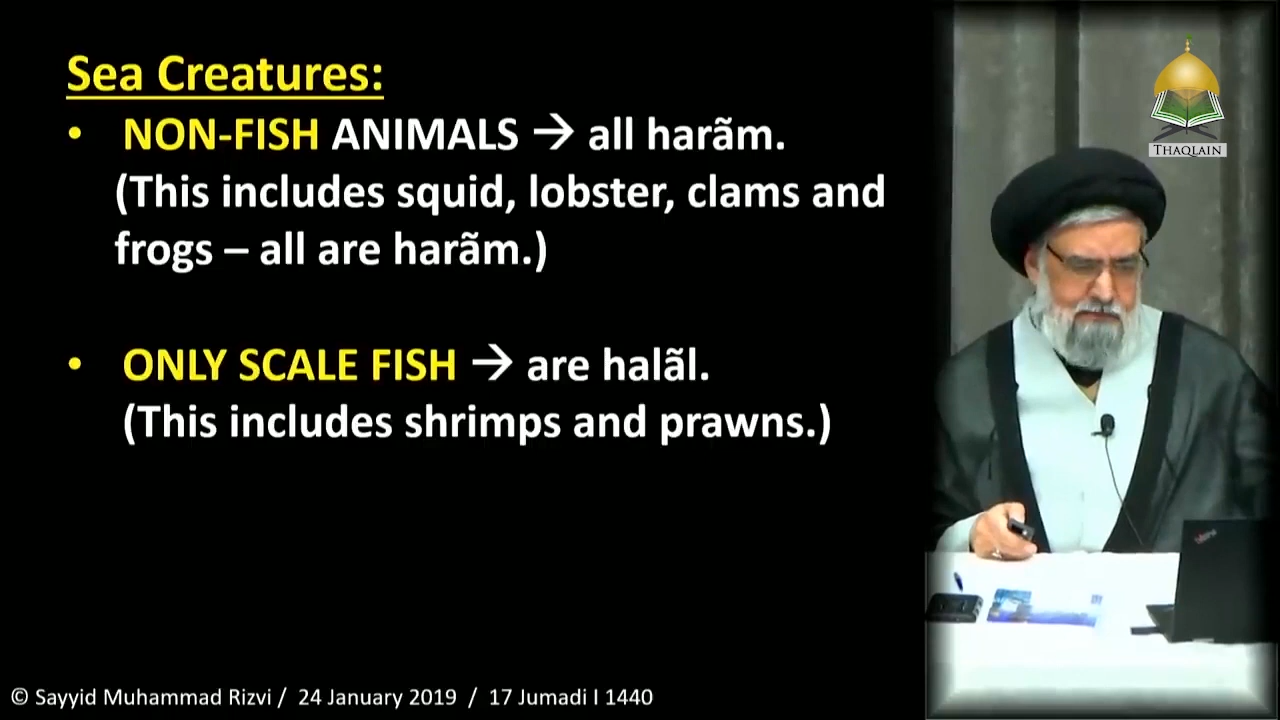 Sea Creatures:
• NON-FISH ANIMALS → all harãm.
(This includes squid, lobster, clams and
frogs – all are harãm.)
• ONLY SCALE FISH → are halãl.
(This includes shrimps and prawns.)
THAQLAIN
© Sayyid Muhammad Rizvi / 24 January 2019 / 17 Jumadi I 1440